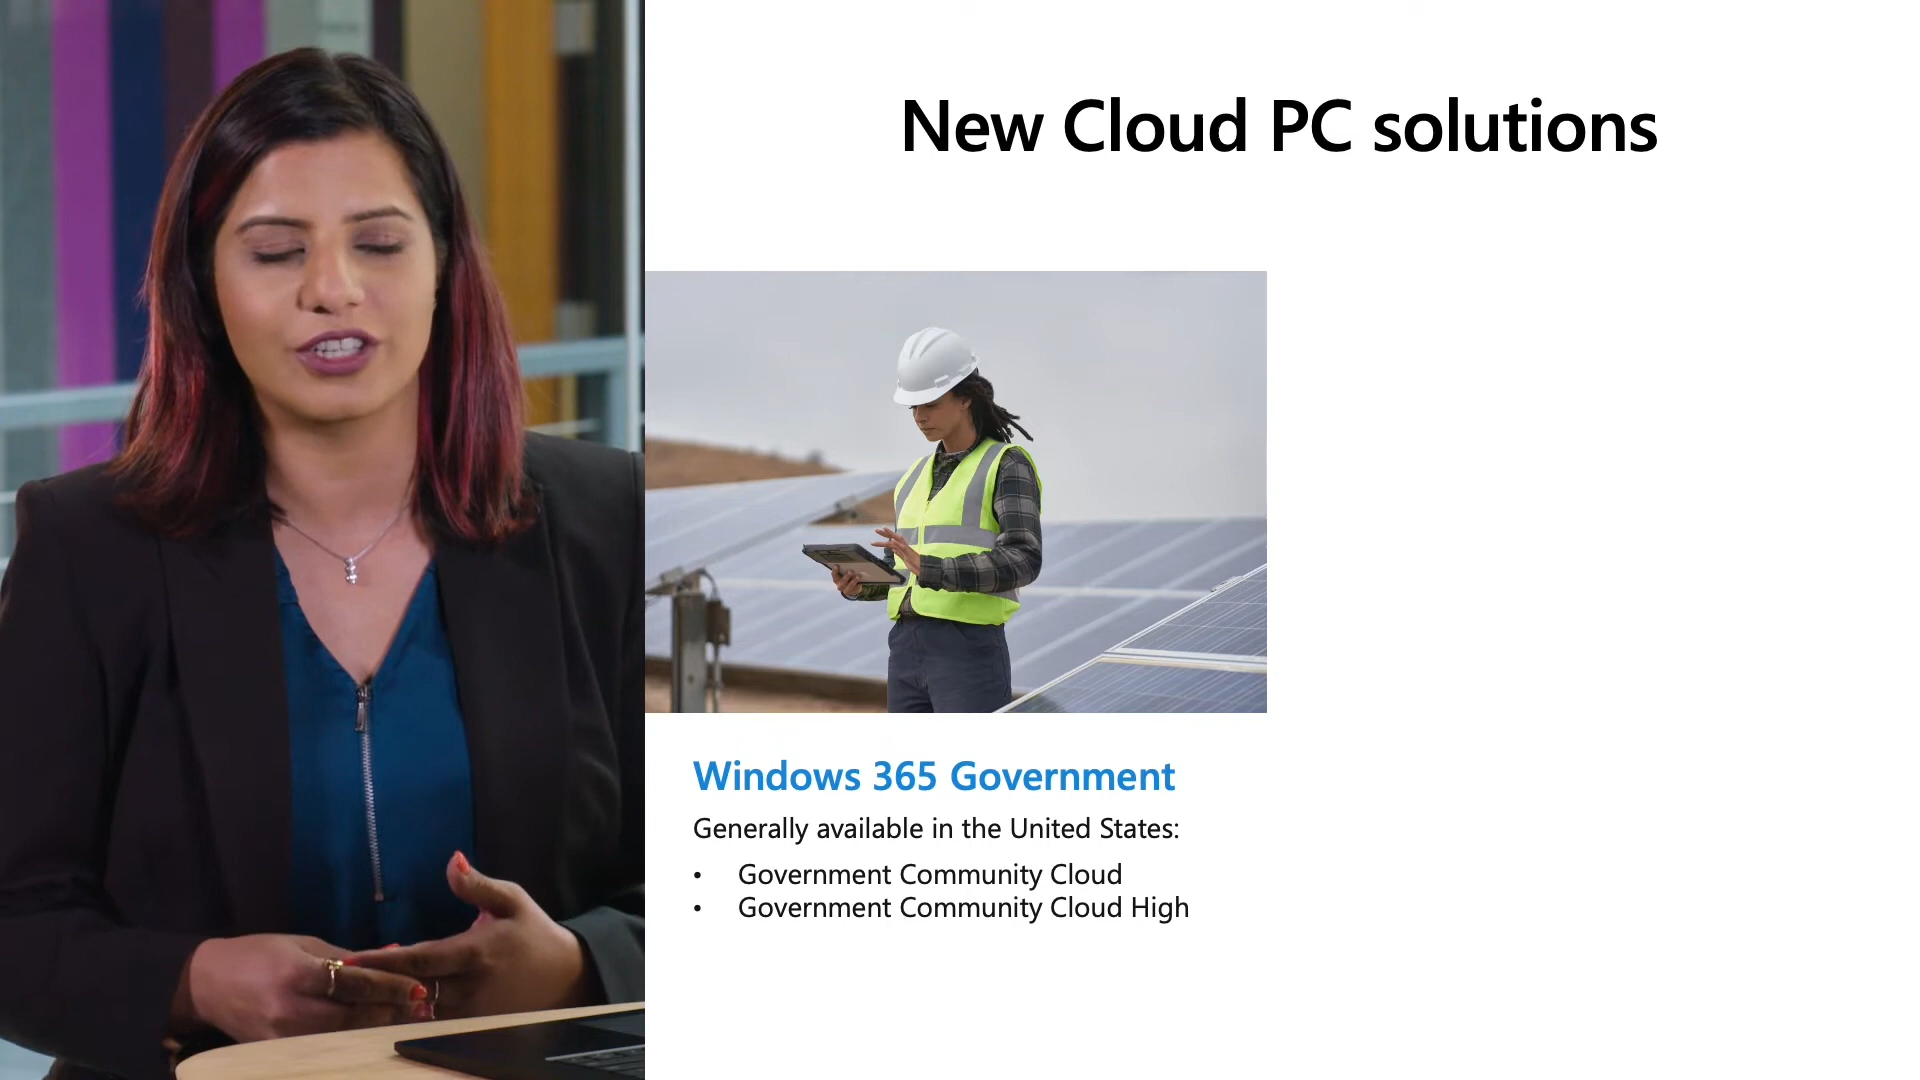 New Cloud PC solutions
Windows 365 Government
Generally available in the United States:
• Government Community Cloud
• Government Community Cloud High